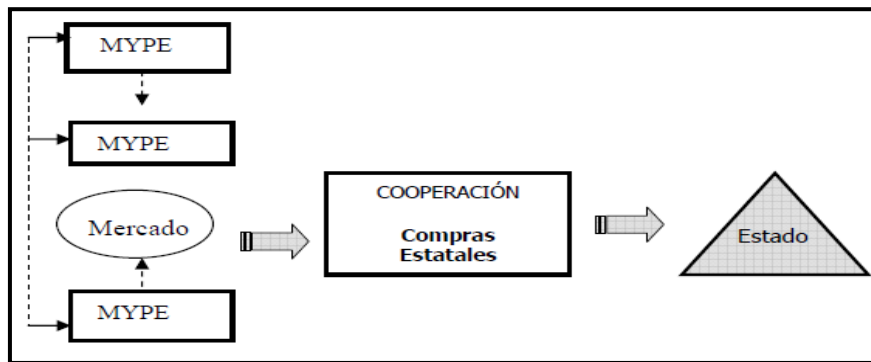 MYPE
MYPE
Mercado
MYPE
COOPERACIÓN
Compras
Estatales
Estado